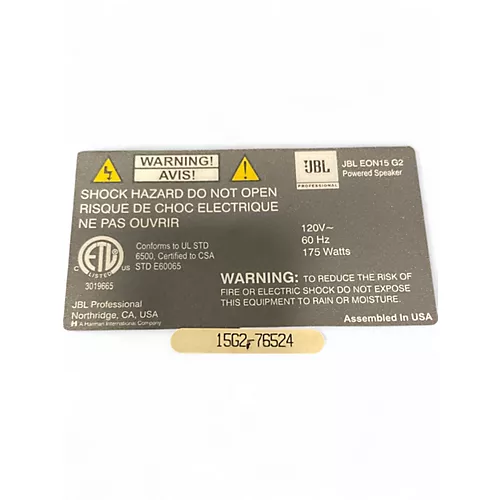 WARNING!
AVIS!
SHOCK HAZARD DO NOT OPEN
RISQUE DE CHOC ELECTRIQUE
NE PAS OUVRIR
JBL
PROFESSIONAL
JBL EON15 G2
Powered Speaker
120V~
60 Hz
175 Watts
ETL
C LISTED US
3019665
Conforms to UL STD
6500, Certified to CSA
STD E60065
WARNING: TO REDUCE THE RISK OF
FIRE OR ELECTRIC SHOCK DO NOT EXPOSE
THIS EQUIPMENT TO RAIN OR MOISTURE.
JBL Professional
Northridge, CA, USA
H A Harman International Company
Assembled In USA
15G2-76524